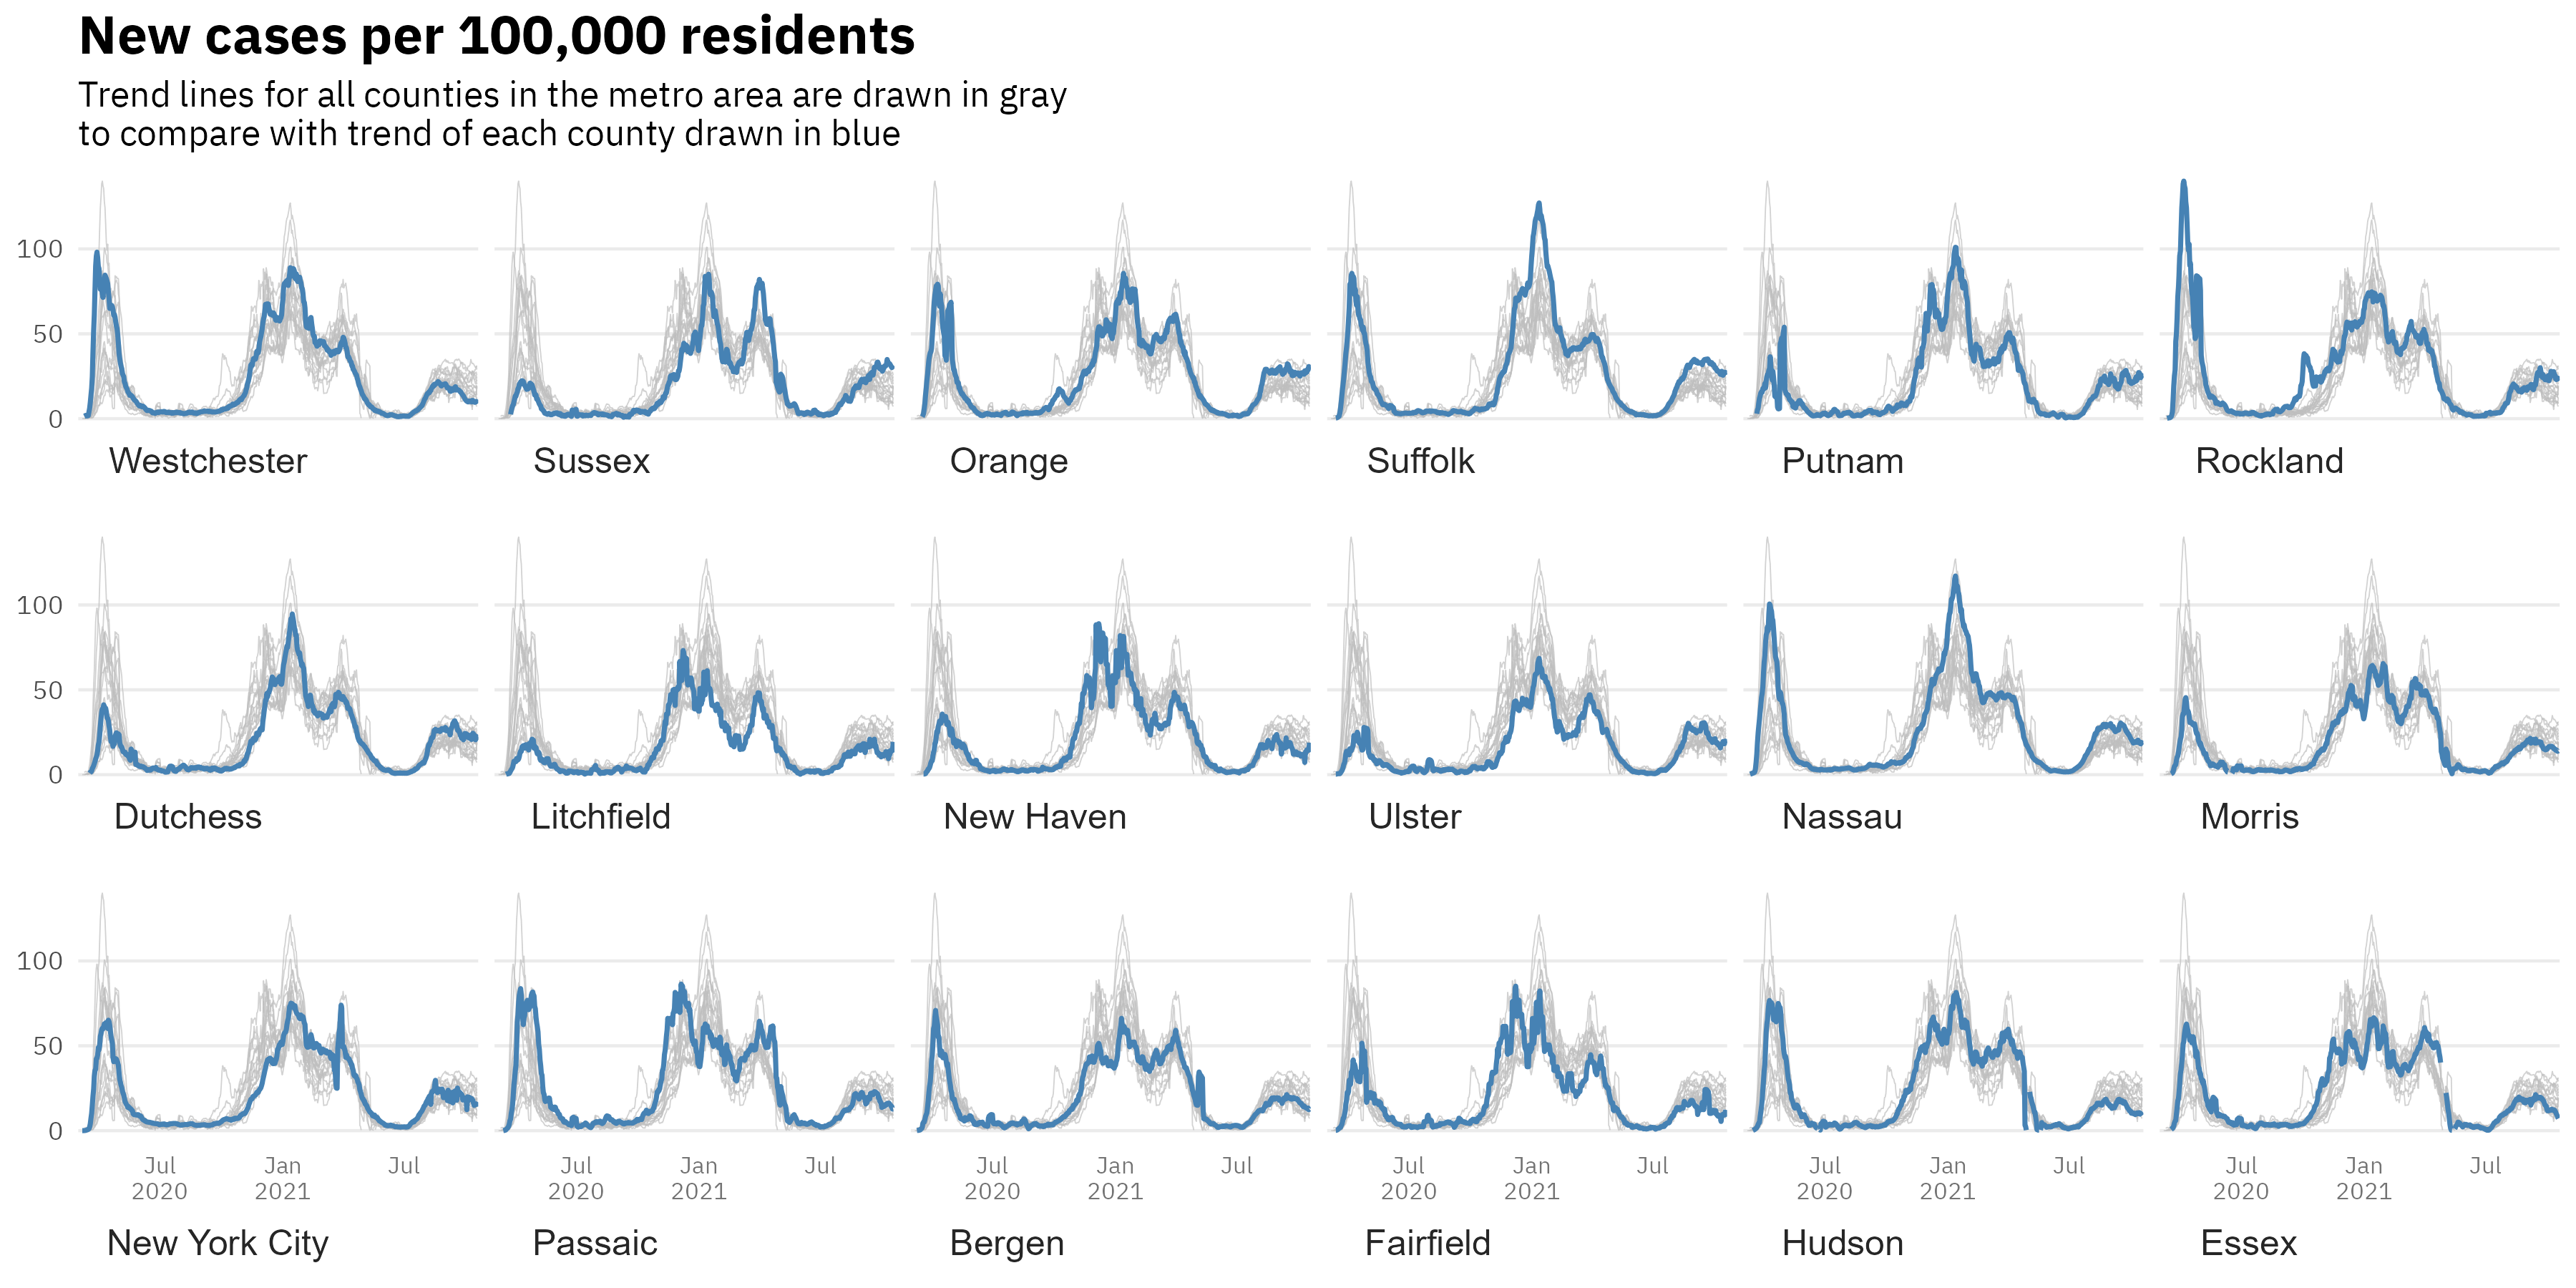 New cases per 100,000 residents
Trend lines for all counties in the metro area are drawn in gray
to compare with trend of each county drawn in blue
100
50
0
Westchester Sussex Orange Suffolk Putnam Rockland
100
50
0
Dutchess Litchfield New Haven Ulster Nassau Morris
100
50
0
Jul Jan Jul Jul Jan Jul Jul Jan Jul Jul Jan Jul Jul Jan Jul Jul Jan Jul
2020 2021 2020 2021 2020 2021 2020 2021 2020 2021 2020 2021
New York City Passaic Bergen Fairfield Hudson Essex